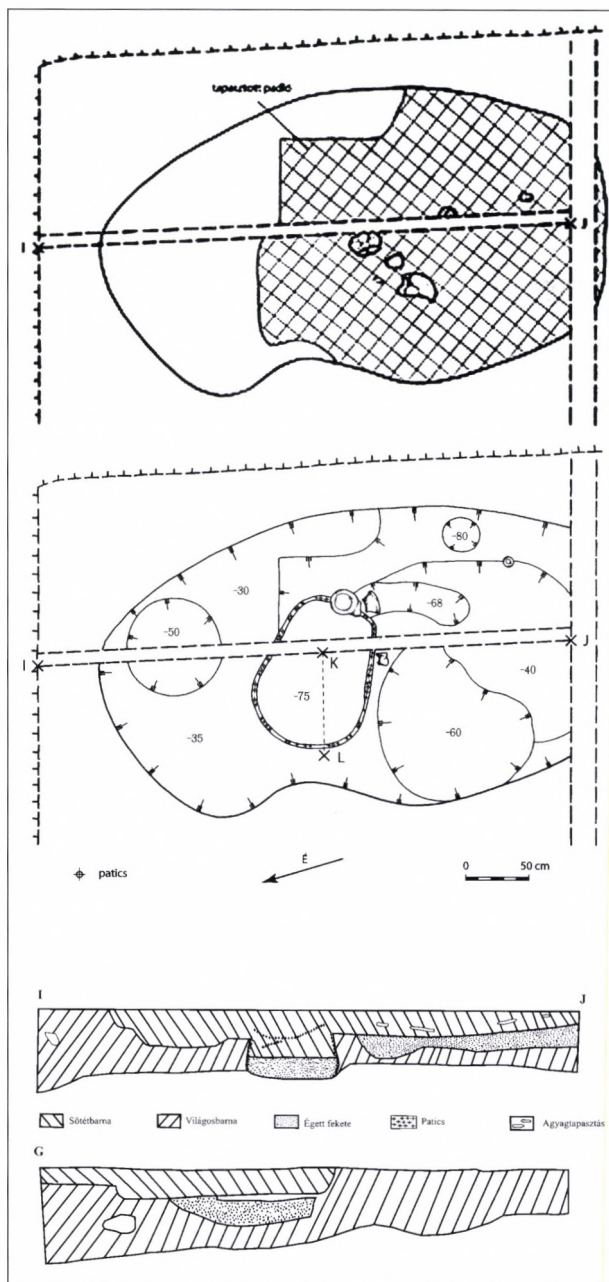 tapasztott padló
I
J
-80
-30
-68
-50
I
K
J
-40
-75
-35
-60
L
patics
É
0 50 cm
I
J
Sötétbarna Világosbarna Égett fekete Patics Agyagtapasztás
G